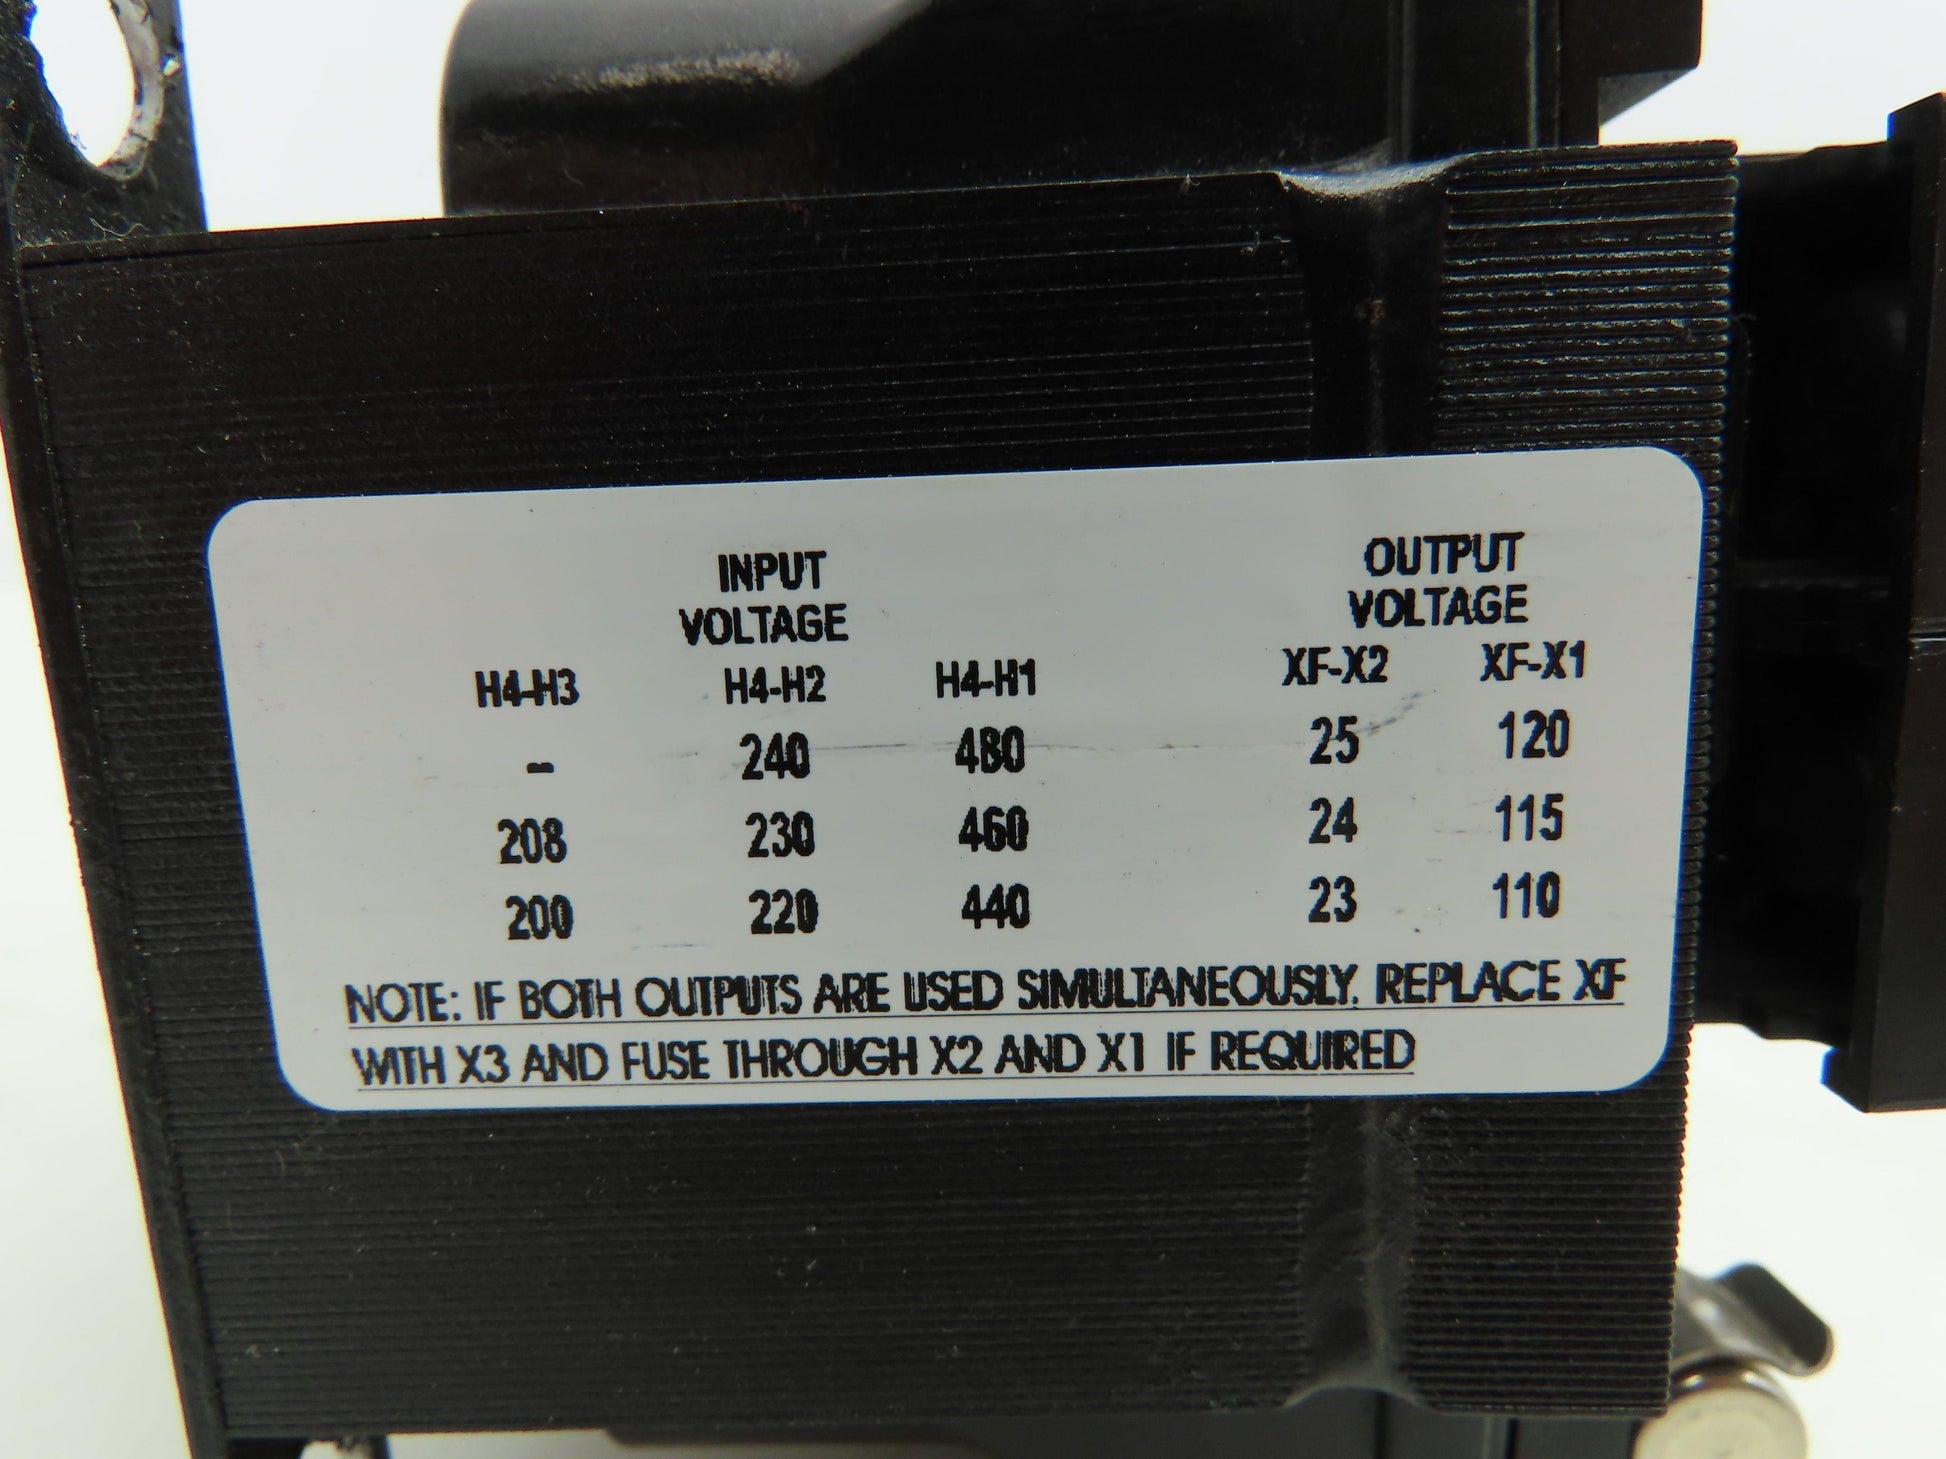 INPUT OUTPUT
VOLTAGE VOLTAGE
H4-H3 H4-H2 H4-H1 XF-X2 XF-X1
- 240 480 25 120
208 230 460 24 115
200 220 440 23 110
NOTE: IF BOTH OUTPUTS ARE USED SIMULTANEOUSLY. REPLACE XF
WITH X3 AND FUSE THROUGH X2 AND X1 IF REQUIRED